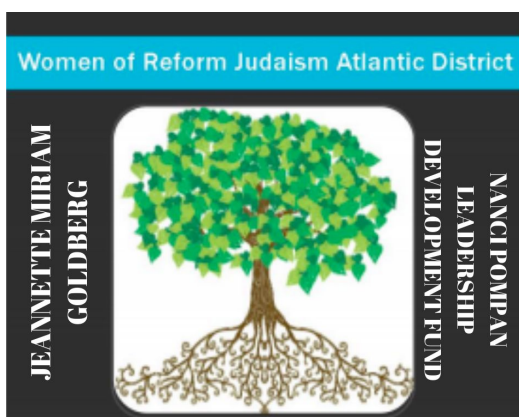 Women of Reform Judaism Atlantic District
JEANNETTE MIRIAM
GOLDBERG
NANCI POMPAN
LEADERSHIP
DEVELOPMENT FUND